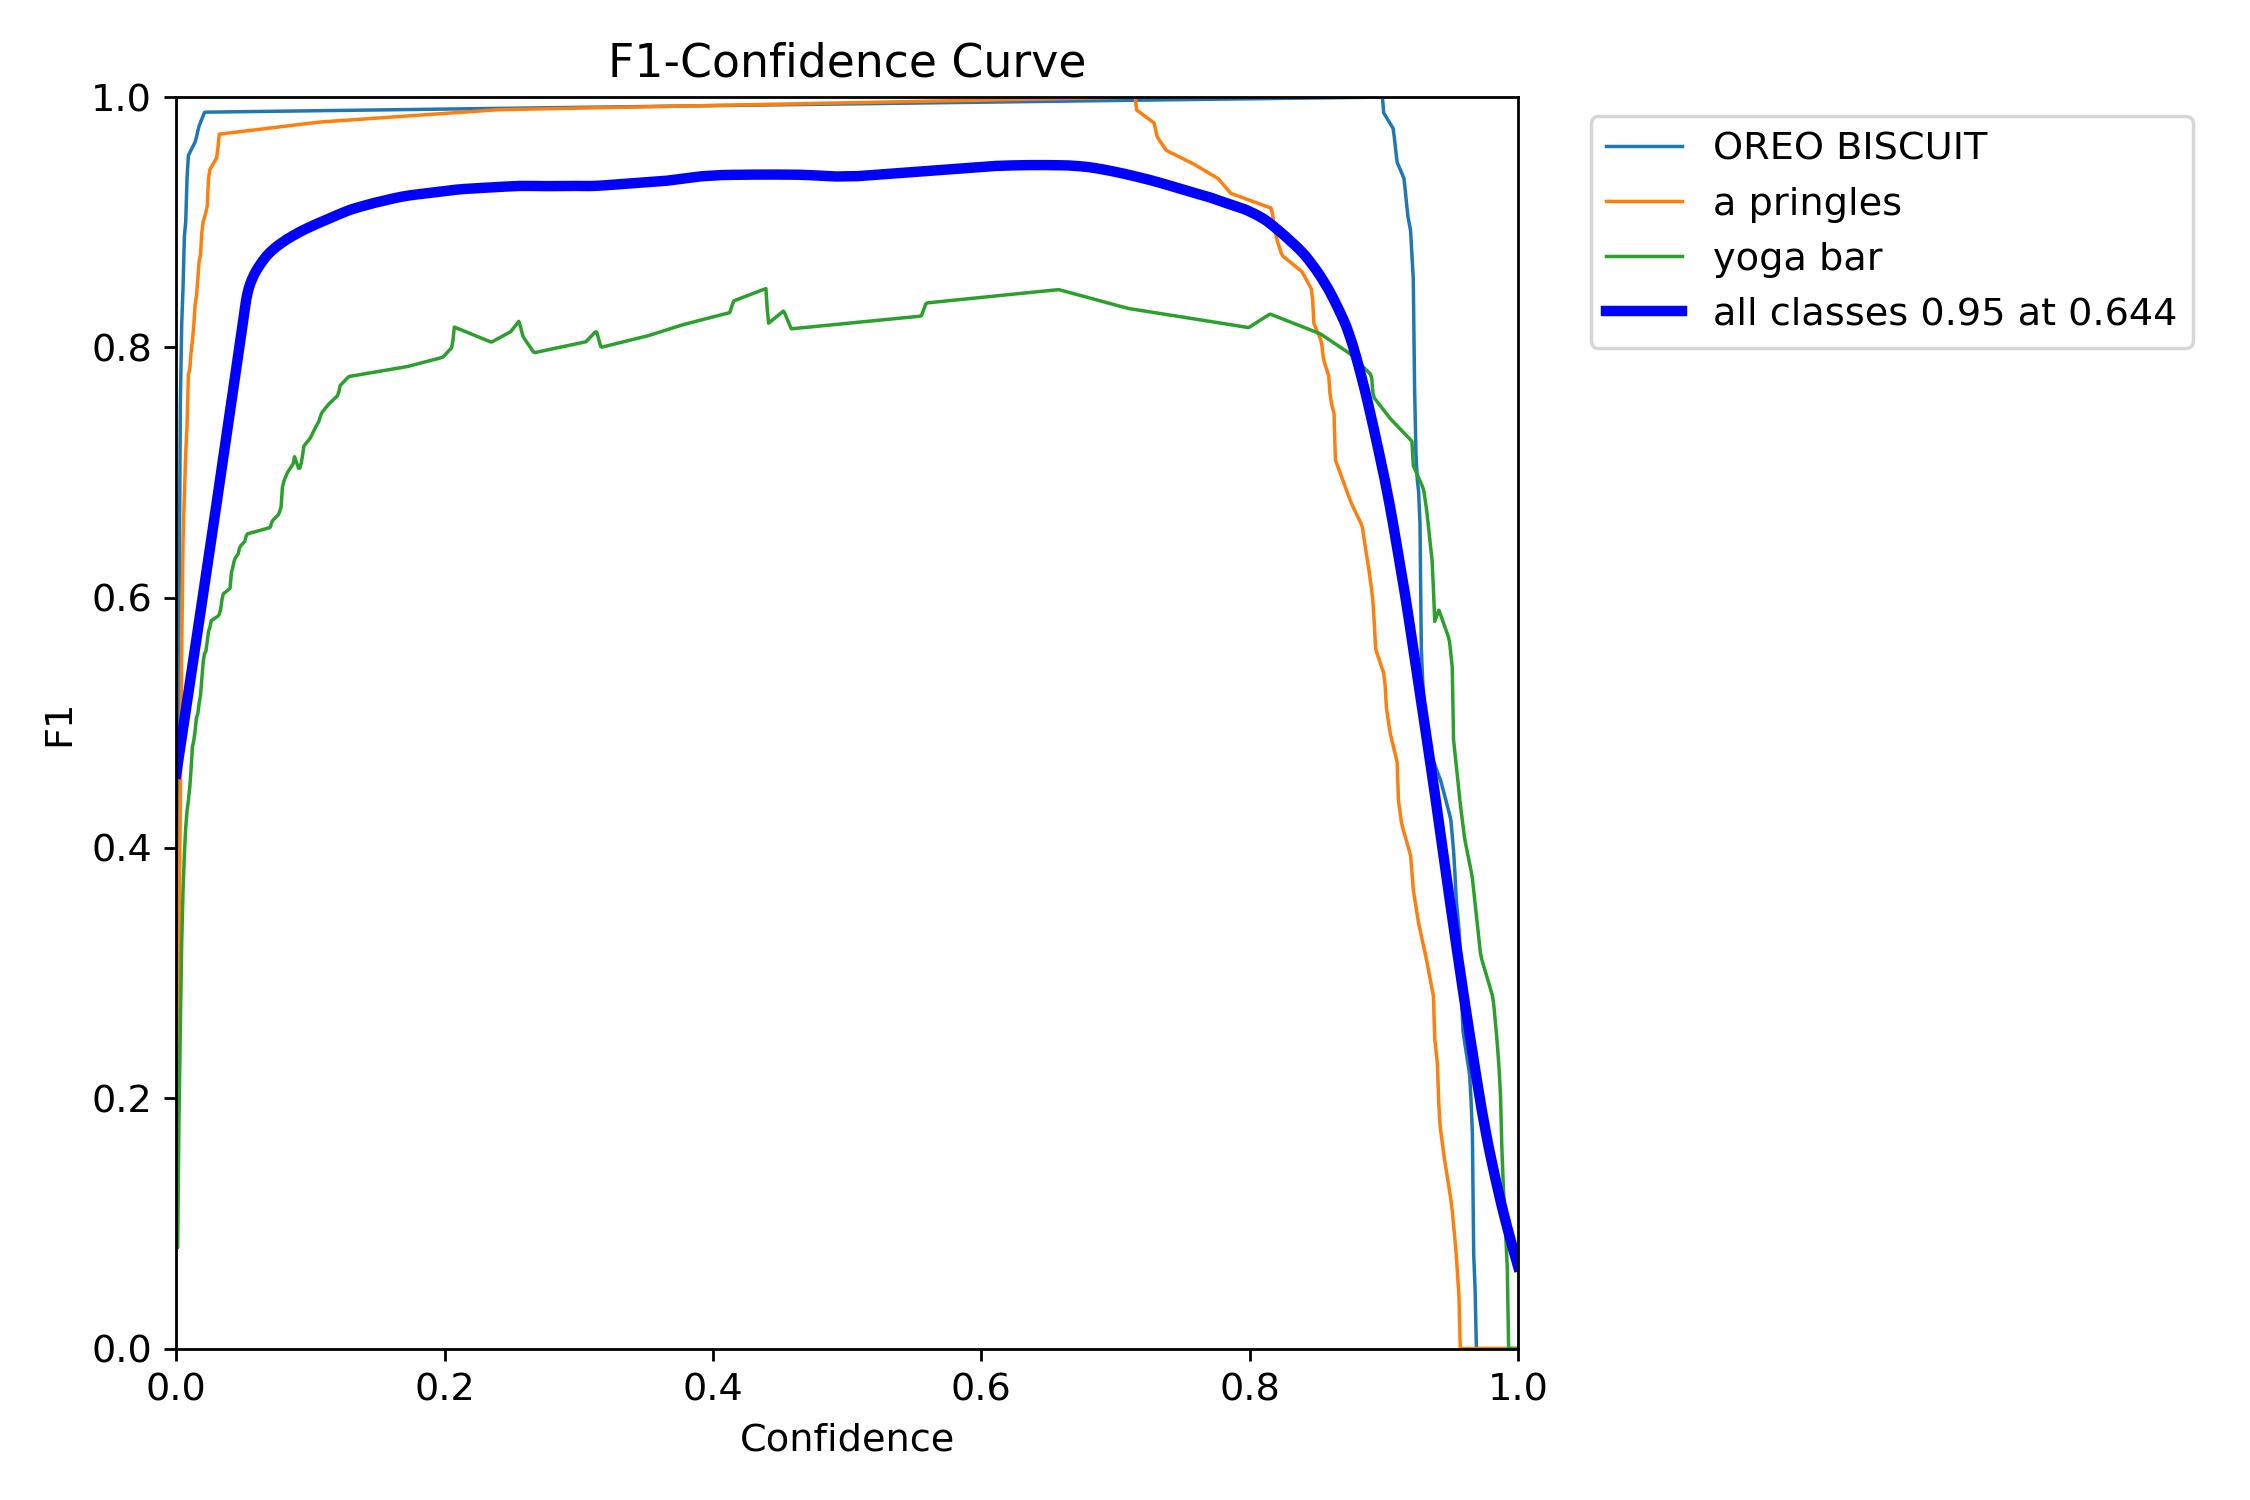 F1-Confidence Curve
1.0
0.8
0.6
0.4
0.2
0.0
F1
0.0 0.2 0.4 0.6 0.8 1.0
Confidence
OREO BISCUIT
a pringles
yoga bar
all classes 0.95 at 0.644